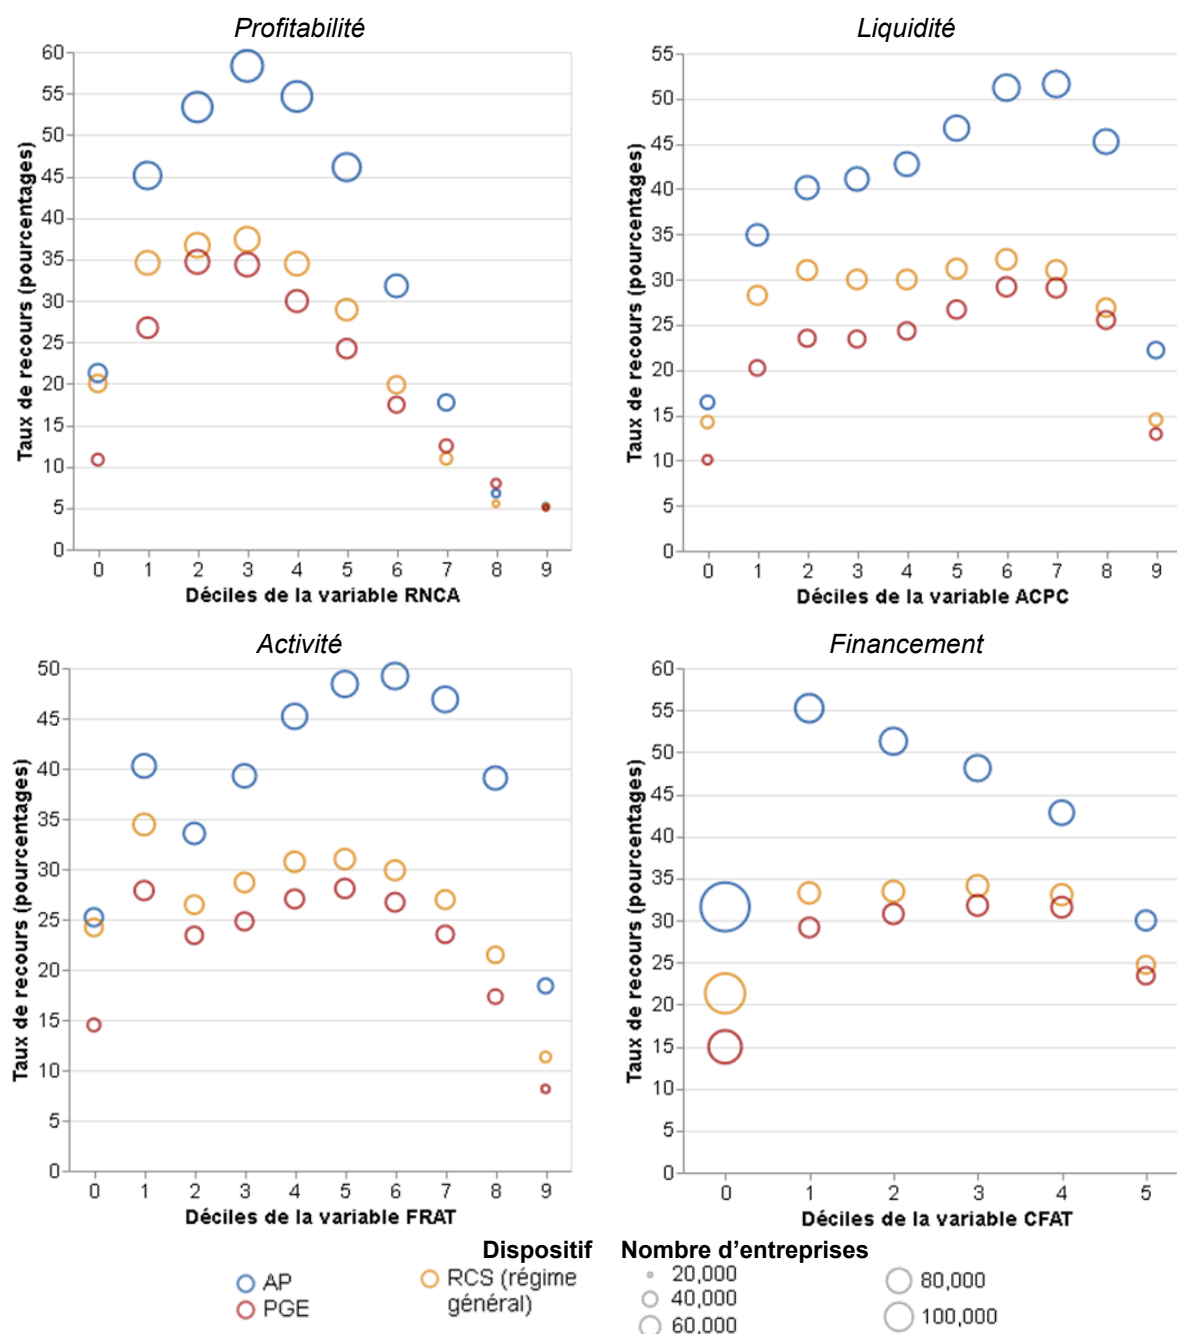 Profitabilité
60
55
50
45
40
35
30
25
20
15
10
5
0
Taux de recours (pourcentages)
0 1 2 3 4 5 6 7 8 9
Déciles de la variable RNCA
Liquidité
55
50
45
40
35
30
25
20
15
10
5
0
Taux de recours (pourcentages)
0 1 2 3 4 5 6 7 8 9
Déciles de la variable ACPC
Activité
50
45
40
35
30
25
20
15
10
5
0
Taux de recours (pourcentages)
0 1 2 3 4 5 6 7 8 9
Déciles de la variable FRAT
Financement
60
55
50
45
40
35
30
25
20
15
10
5
0
Taux de recours (pourcentages)
0 1 2 3 4 5
Déciles de la variable CFAT
Dispositif
AP
PGE
RCS (régime
général)
Nombre d'entreprises
20,000
40,000
60,000
80,000
100,000